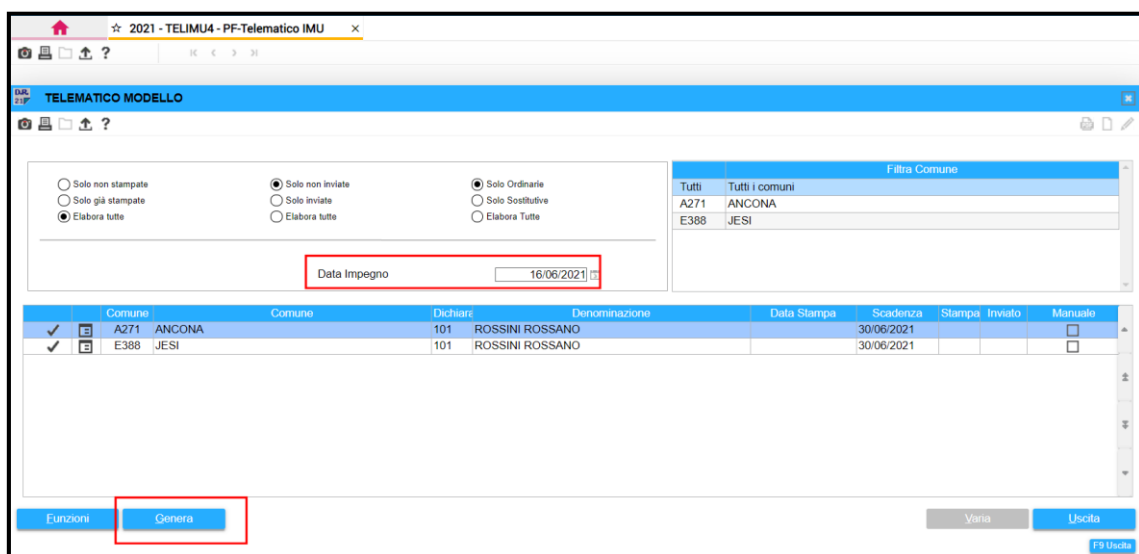 ☆ 2021 - TELIMU4 - PF-Telematico IMU ×
?
D.R. 21PF TELEMATICO MODELLO
?
Solo non stampate Solo non inviate Solo Ordinarie
Solo già stampate Solo inviate Solo Sostitutive
Elabora tutte Elabora tutte Elabora Tutte
Filtra Comune
Tutti Tutti i comuni
A271 ANCONA
E388 JESI
Data Impegno 16/06/2021
Comune Comune Dichiara Denominazione Data Stampa Scadenza Stampa Inviato Manuale
A271 ANCONA 101 ROSSINI ROSSANO 30/06/2021
E388 JESI 101 ROSSINI ROSSANO 30/06/2021
Funzioni Genera Varia Uscita
F9 Uscita